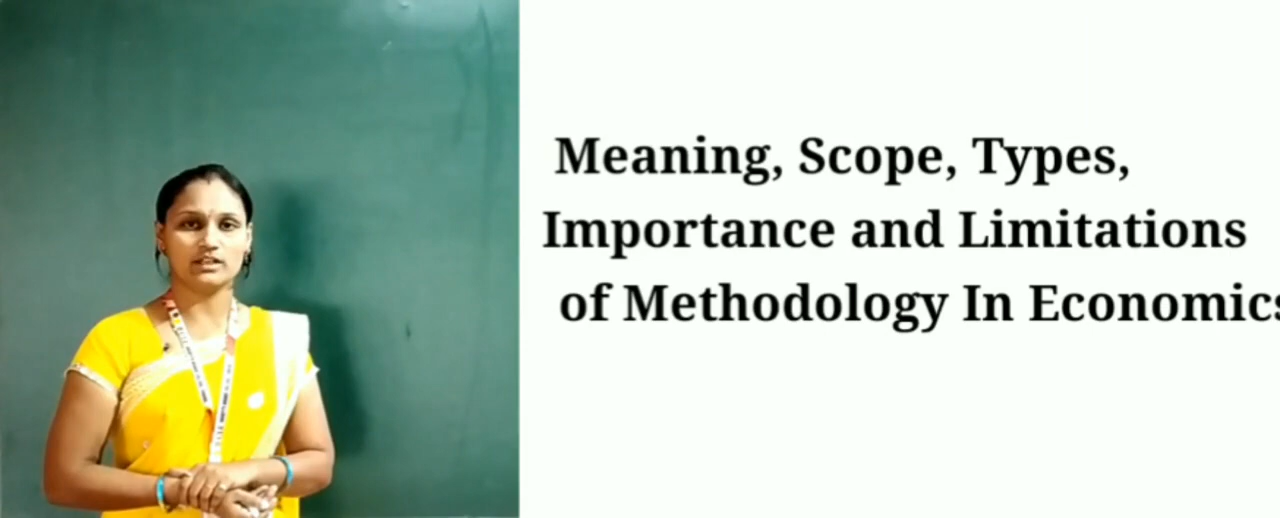 Meaning, Scope, Types,
Importance and Limitations
of Methodology In Economics